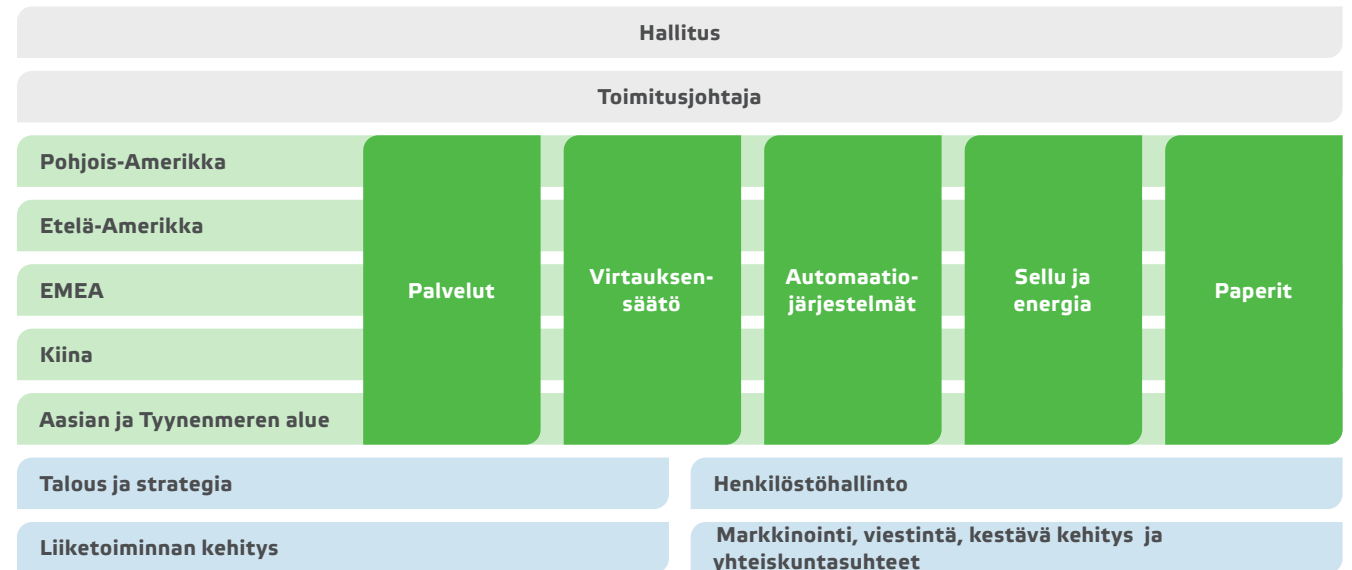 Hallitus
Toimitusjohtaja
Pohjois-Amerikka
Etelä-Amerikka
EMEA
Kiina
Aasian ja Tyynenmeren alue
Palvelut
Virtauksen-
säätö
Automaatio-
järjestelmät
Sellu ja
energia
Paperit
Talous ja strategia
Henkilöstöhallinto
Liiketoiminnan kehitys
Markkinointi, viestintä, kestävä kehitys ja
yhteiskuntasuhteet